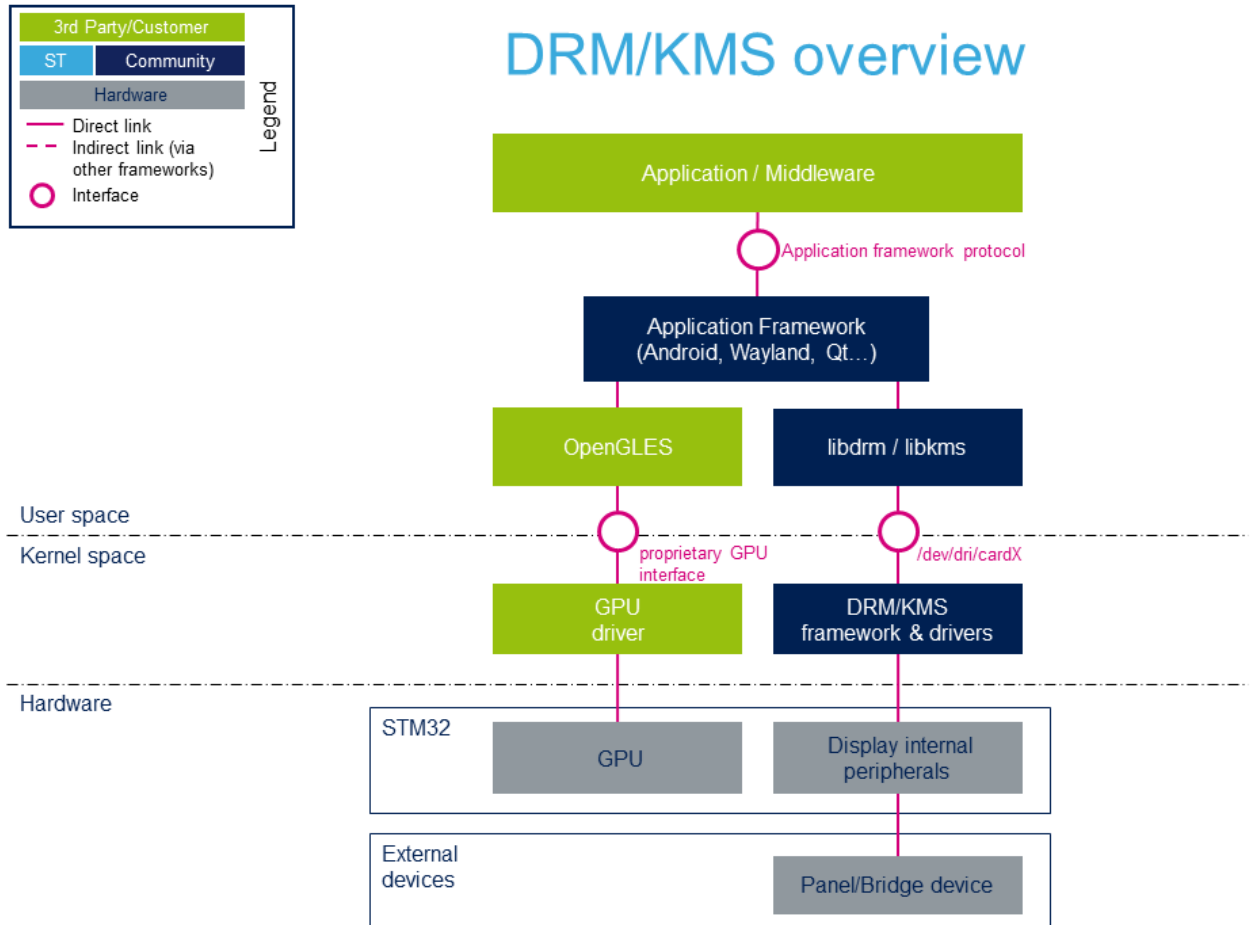 3rd Party/Customer
ST
Community
Hardware
Direct link
Indirect link (via
other frameworks)
Interface
Legend
DRM/KMS overview
Application / Middleware
Application framework protocol
Application Framework
(Android, Wayland, Qt...)
OpenGLES
libdrm / libkms
User space
Kernel space
proprietary GPU
interface
/dev/dri/cardX
GPU
driver
DRM/KMS
framework & drivers
Hardware
STM32
GPU
Display internal
peripherals
External
devices
Panel/Bridge device